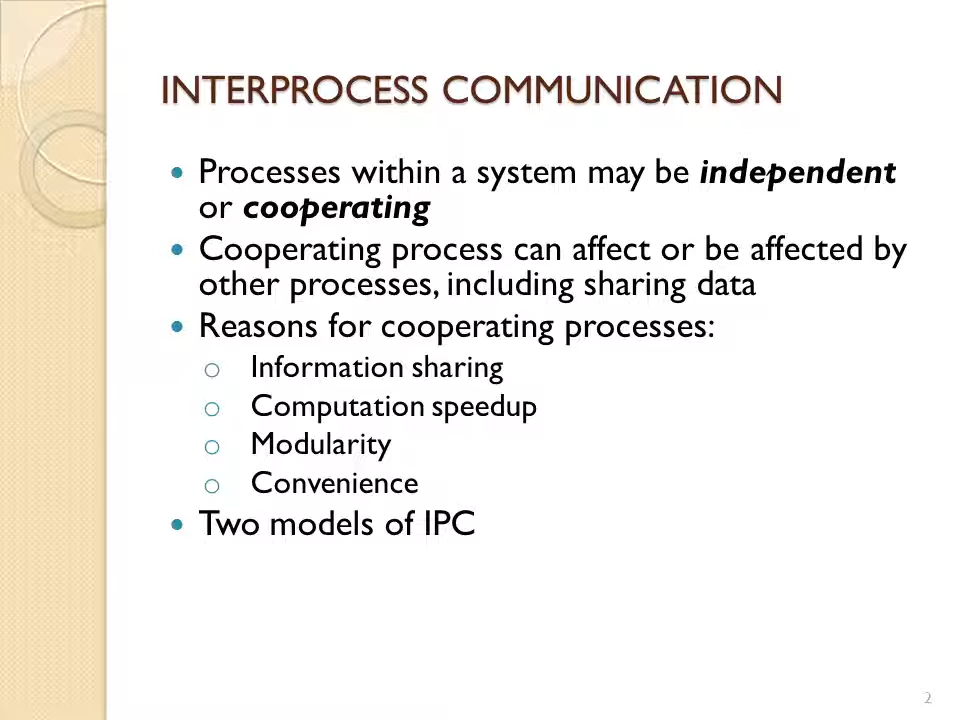 INTERPROCESS COMMUNICATION
• Processes within a system may be independent
or cooperating
• Cooperating process can affect or be affected by
other processes, including sharing data
• Reasons for cooperating processes:
o Information sharing
o Computation speedup
o Modularity
o Convenience
• Two models of IPC
2